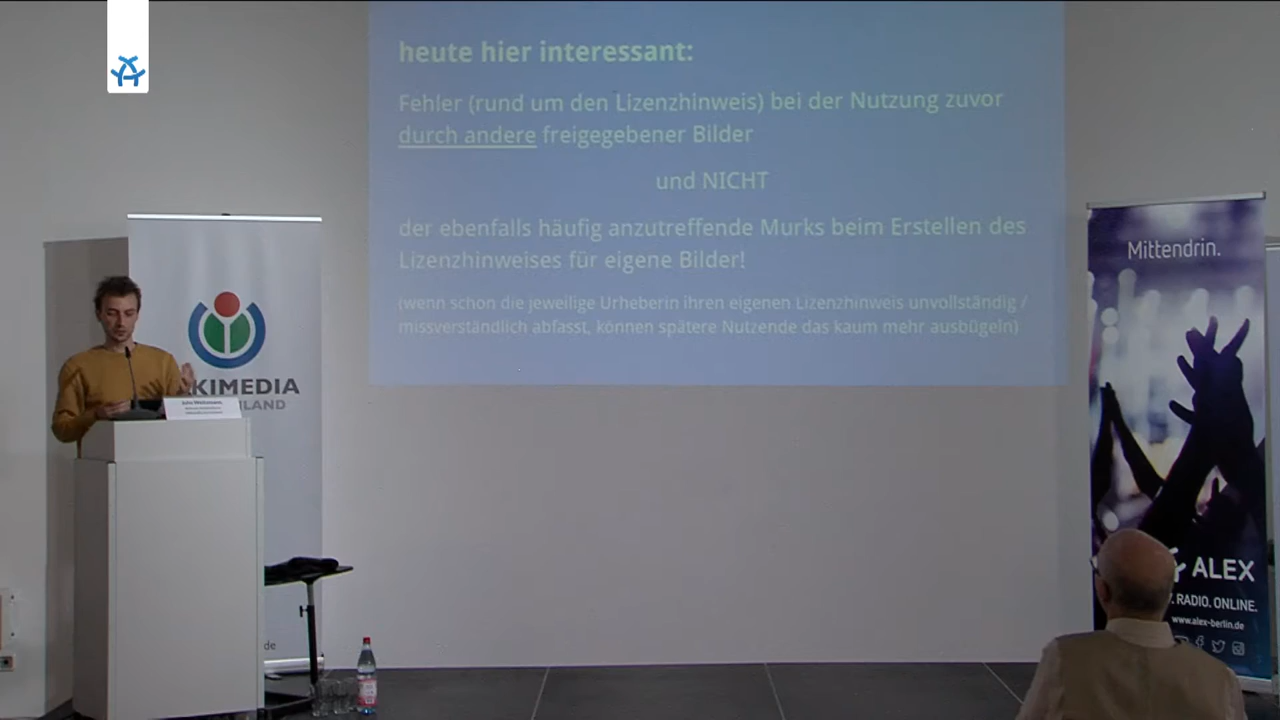 heute hier interessant:
Fehler (rund um den Lizenzhinweis) bei der Nutzung zuvor
durch andere freigegebener Bilder
und NICHT
der ebenfalls häufig anzutreffende Murks beim Erstellen des
Lizenzhinweises für eigene Bilder!
(wenn schon die jeweilige Urheberin ihren eigenen Lizenzhinweis unvollständig /
missverständlich abfasst, können spätere Nutzende das kaum mehr ausbügeln)
KIMEDIA
LAND
de
Mittendrin.
ALEX
RADIO. ONLINE.
www.alex-berlin.de